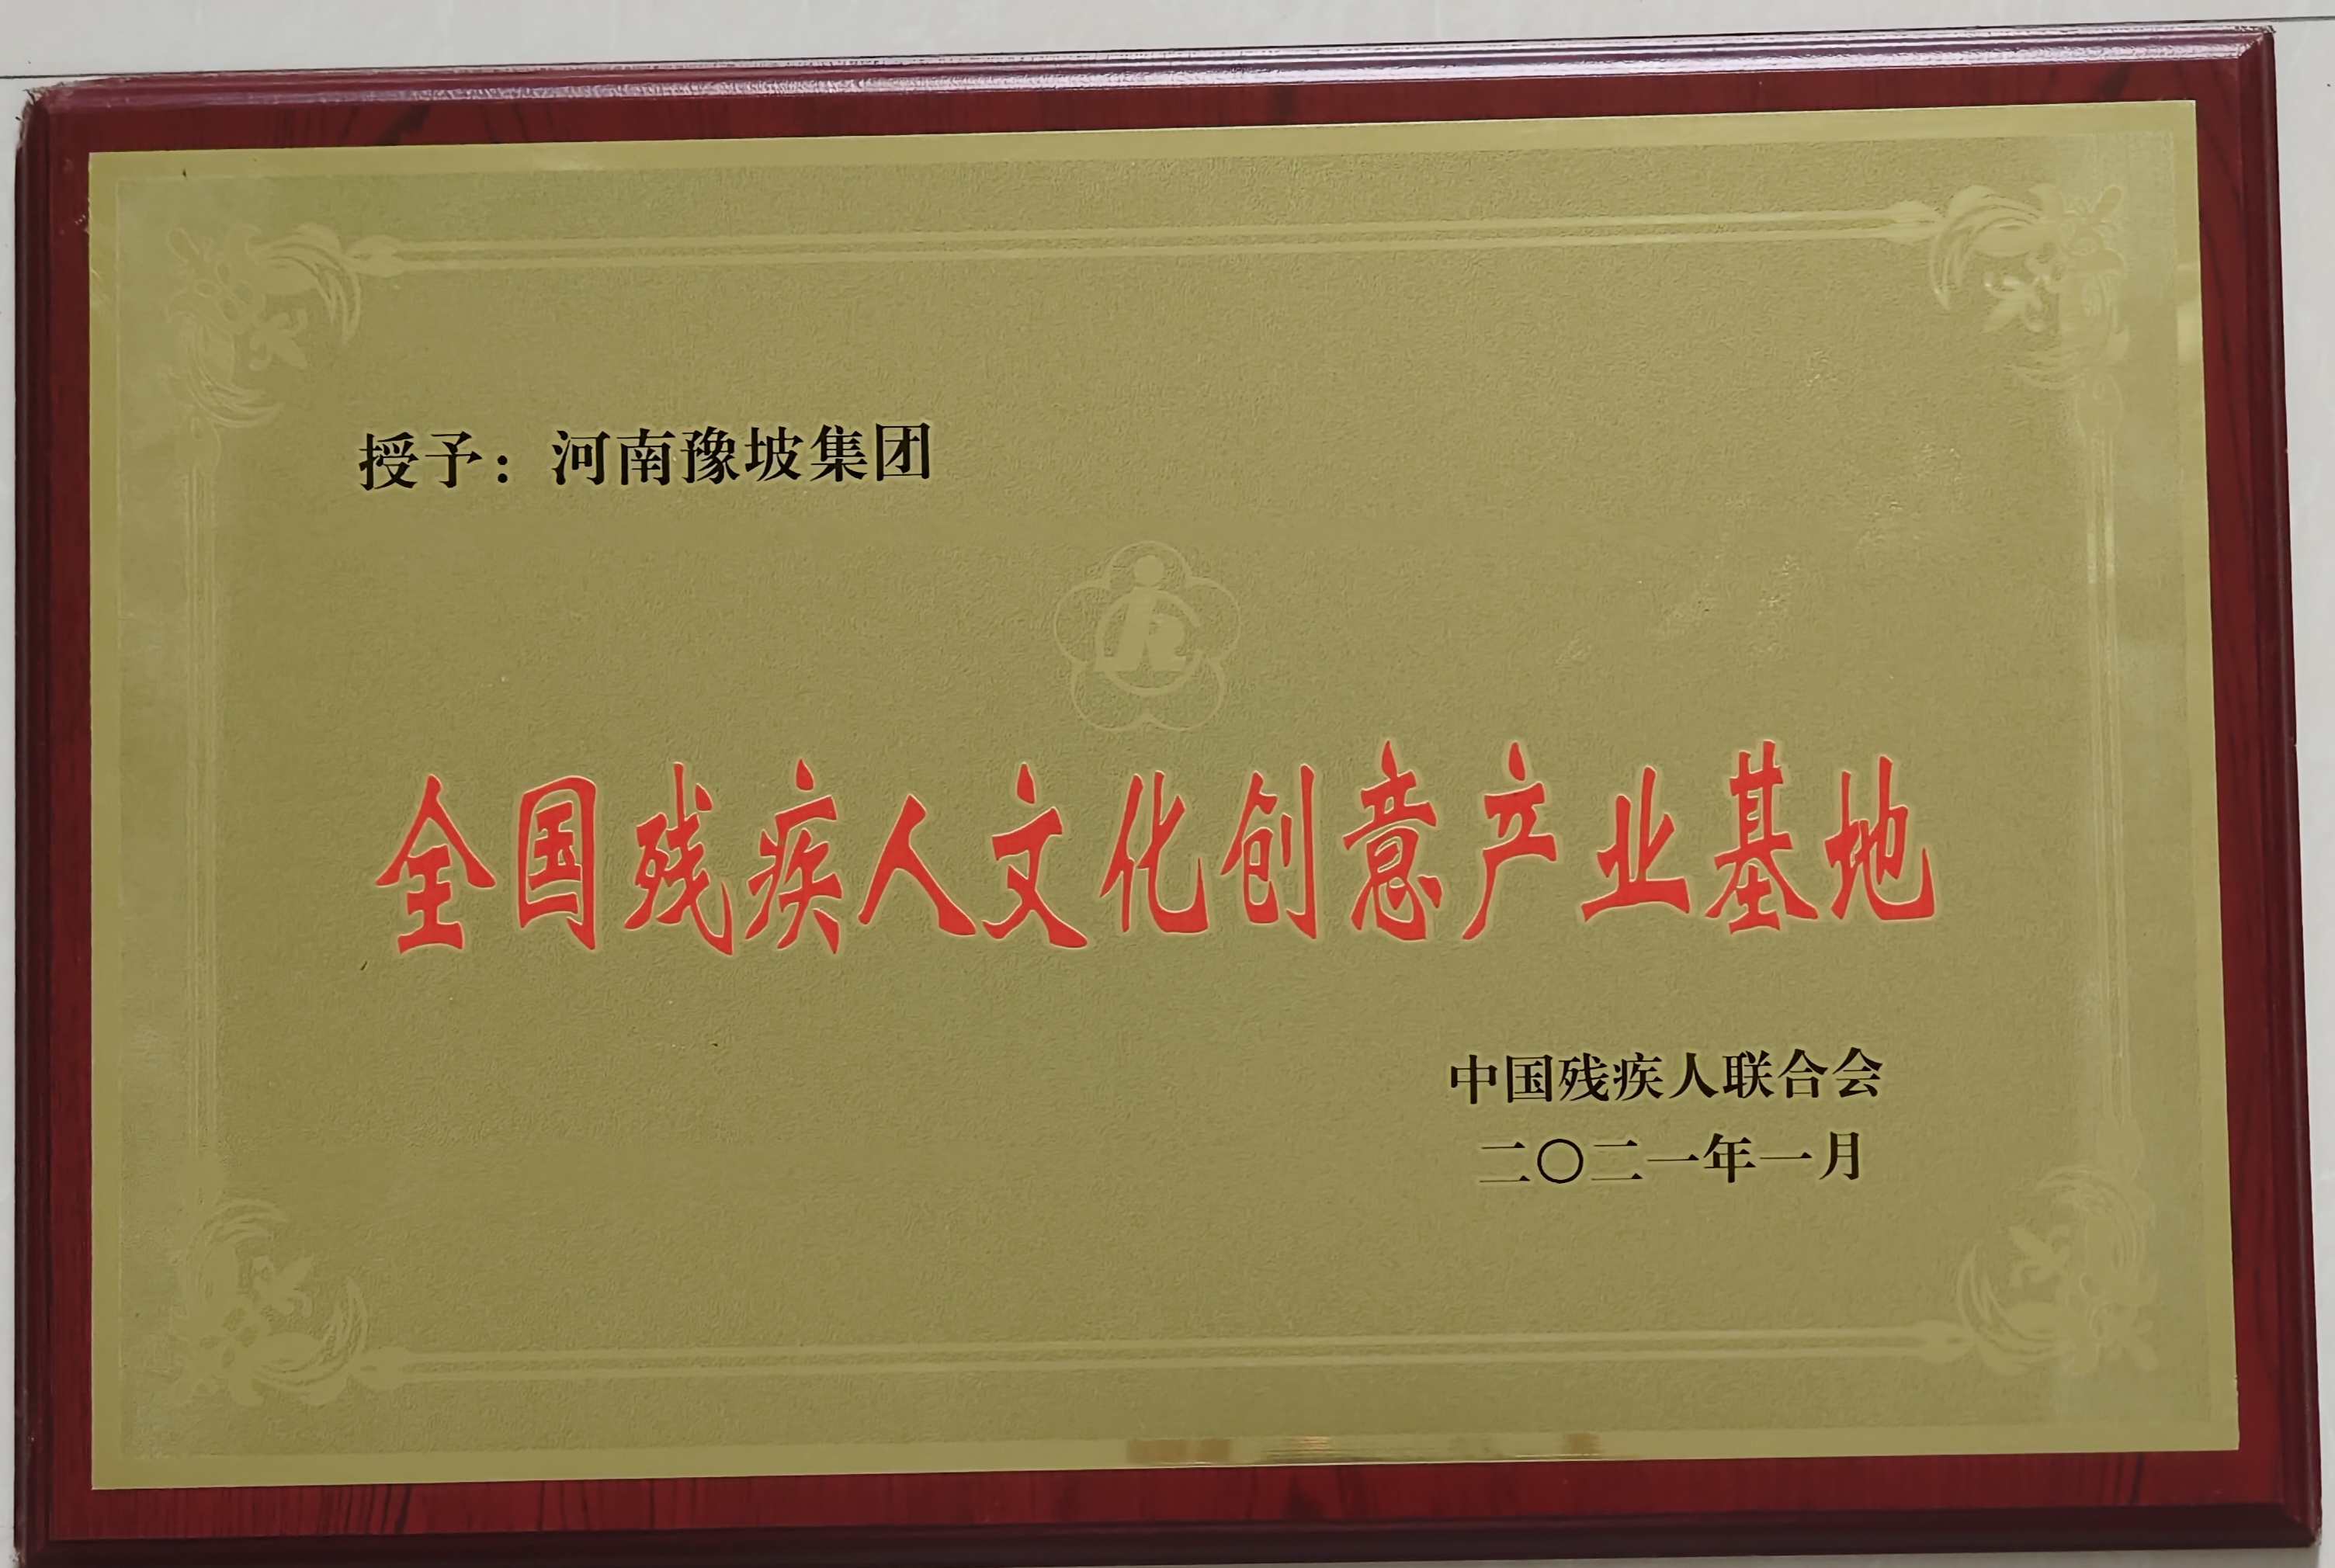 授予：河南豫坡集团
全国残疾人文化创意产业基地
中国残疾人联合会
二〇二一年一月